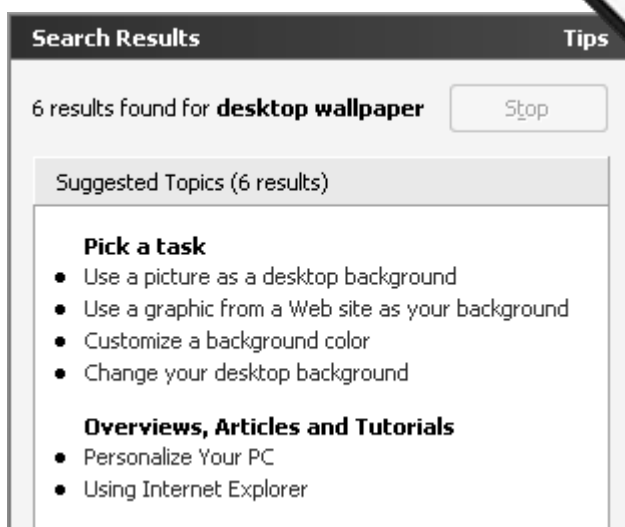 Search Results Tips
6 results found for desktop wallpaper Stop
Suggested Topics (6 results)
Pick a task
Use a picture as a desktop background
Use a graphic from a Web site as your background
Customize a background color
Change your desktop background
Overviews, Articles and Tutorials
Personalize Your PC
Using Internet Explorer